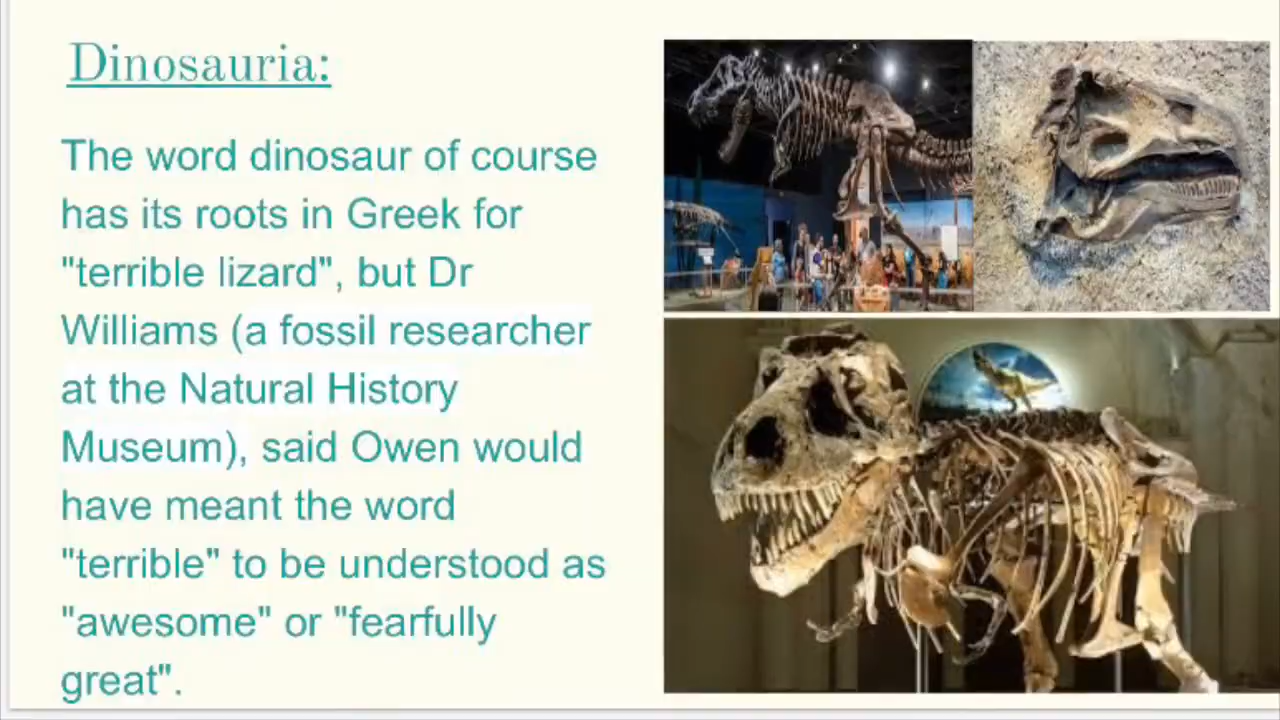 Dinosauria:
The word dinosaur of course
has its roots in Greek for
"terrible lizard", but Dr
Williams (a fossil researcher
at the Natural History
Museum), said Owen would
have meant the word
"terrible" to be understood as
"awesome" or "fearfully
great".